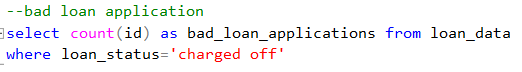 --bad loan application
select count(id) as bad_loan_applications from loan_data
where loan_status='charged off'